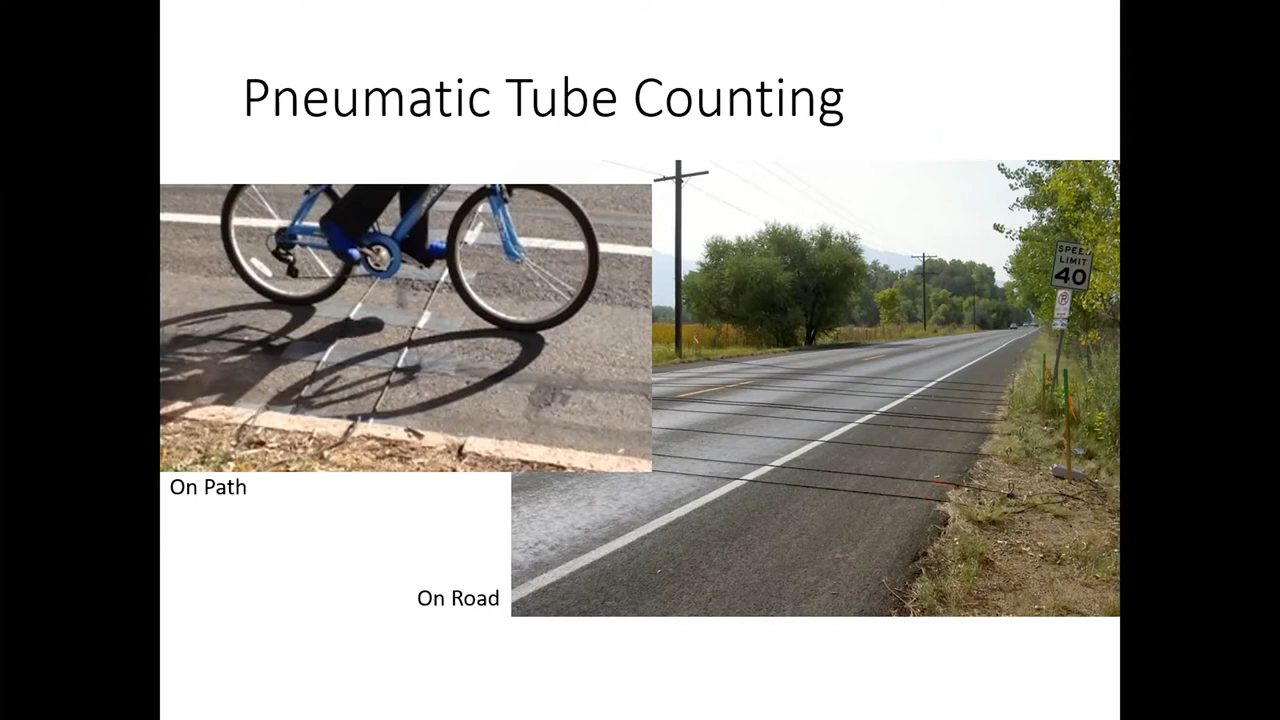 Pneumatic Tube Counting
SPEED
LIMIT
40
On Path
On Road